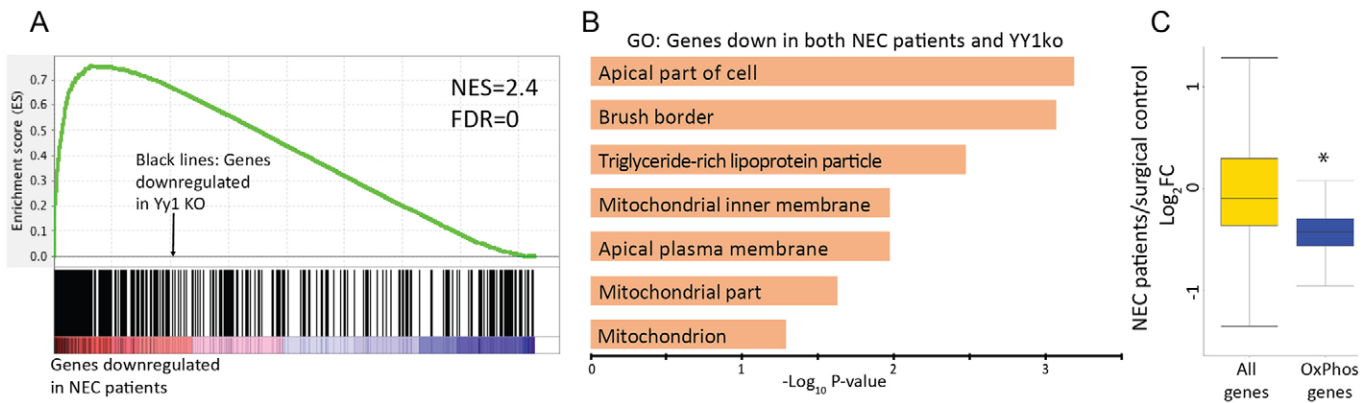 A
Enrichment score (ES)
0.7
0.6
0.5
0.4
0.3
0.2
0.1
0.0
NES=2.4
FDR=0
Black lines: Genes
downregulated
in Yy1 KO
Genes downregulated
in NEC patients
B
GO: Genes down in both NEC patients and YY1ko
Apical part of cell
Brush border
Triglyceride-rich lipoprotein particle
Mitochondrial inner membrane
Apical plasma membrane
Mitochondrial part
Mitochondrion
0 1 2 3
-Log10 P-value
C
NEC patients/surgical control
Log2FC
1
0
-1
*
All
genes
OxPhos
genes